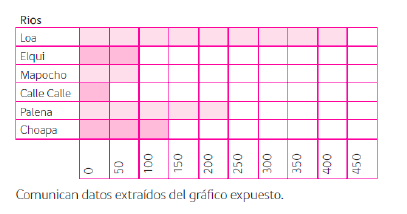 Rios
Loa
Elqui
Mapocho
Calle Calle
Palena
Choapa
0
50
100
150
200
250
300
350
400
450
Comunican datos extraídos del gráfico expuesto.